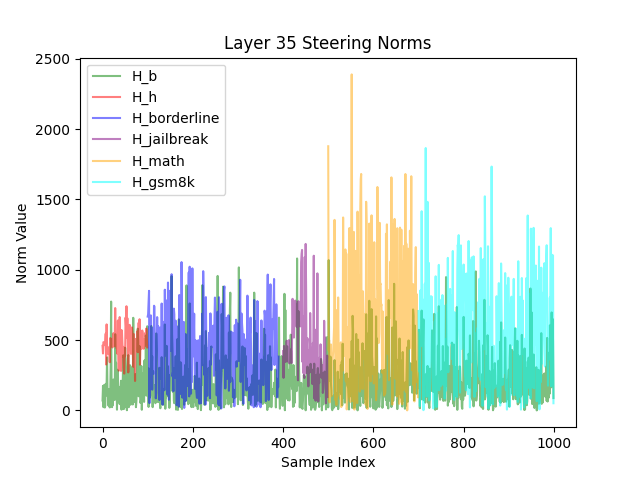 Layer 35 Steering Norms
2500
2000
1500
1000
500
0
Norm Value
H_b
H_h
H_borderline
H_jailbreak
H_math
H_gsm8k
0 200 400 600 800 1000
Sample Index